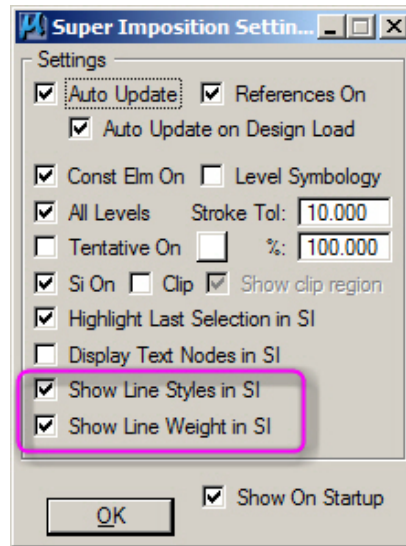 Super Imposition Settin...
Settings
Auto Update References On
Auto Update on Design Load
Const Elm On Level Symbology
All Levels Stroke Tol: 10.000
Tentative On %: 100.000
Si On Clip Show clip region
Highlight Last Selection in SI
Display Text Nodes in SI
Show Line Styles in SI
Show Line Weight in SI
OK Show On Startup